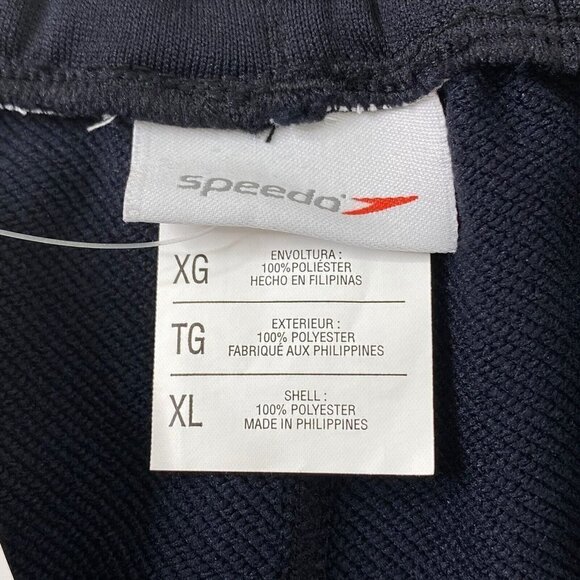 speedo
XG
ENVOLTURA :
100%POLIÉSTER
HECHO EN FILIPINAS
TG
EXTERIEUR :
100% POLYESTER
FABRIQUÉ AUX PHILIPPINES
XL
SHELL :
100% POLYESTER
MADE IN PHILIPPINES